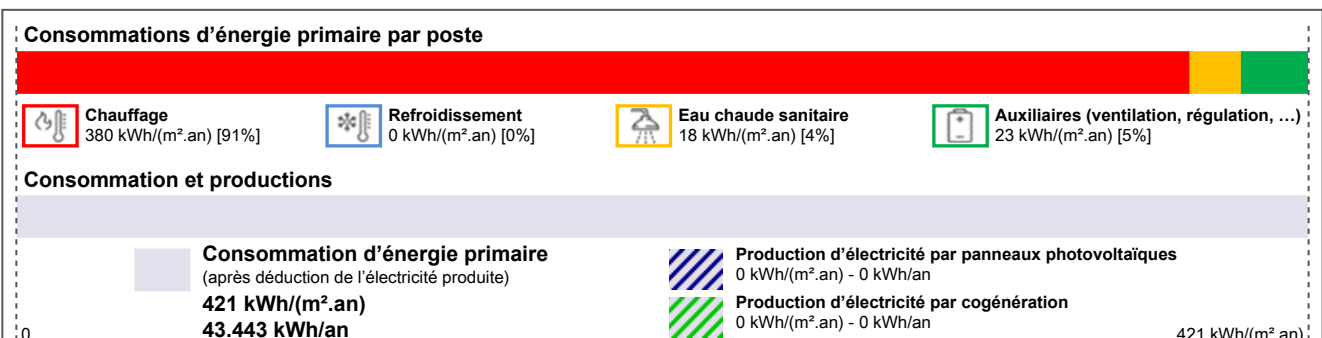 Consommations d’énergie primaire par poste
Chauffage
380 kWh/(m².an) [91%]
Refroidissement
0 kWh/(m².an) [0%]
Eau chaude sanitaire
18 kWh/(m².an) [4%]
Auxiliaires (ventilation, régulation, …)
23 kWh/(m².an) [5%]
Consommation et productions
Consommation d’énergie primaire
(après déduction de l’électricité produite)
421 kWh/(m².an)
43.443 kWh/an
Production d’électricité par panneaux photovoltaïques
0 kWh/(m².an) - 0 kWh/an
Production d’électricité par cogénération
0 kWh/(m².an) - 0 kWh/an
0
421 kWh/(m².an)